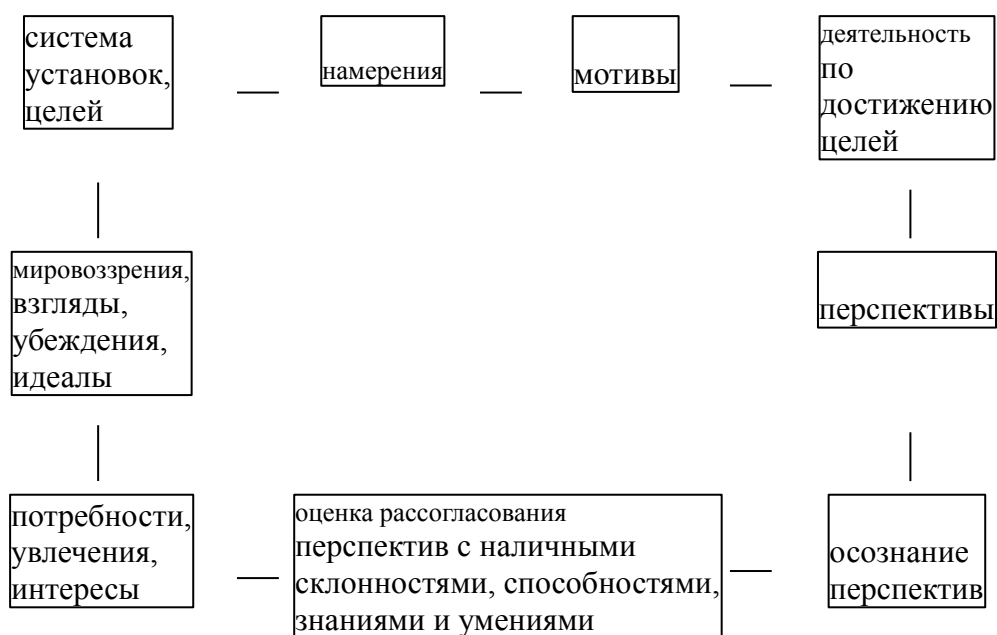 система
установок,
целей
намерения
мотивы
деятельность
по
достижению
целей
мировоззрения,
взгляды,
убеждения,
идеалы
перспективы
потребности,
увлечения,
интересы
оценка рассогласования
перспектив с наличными
склонностями, способностями,
знаниями и умениями
осознание
перспектив